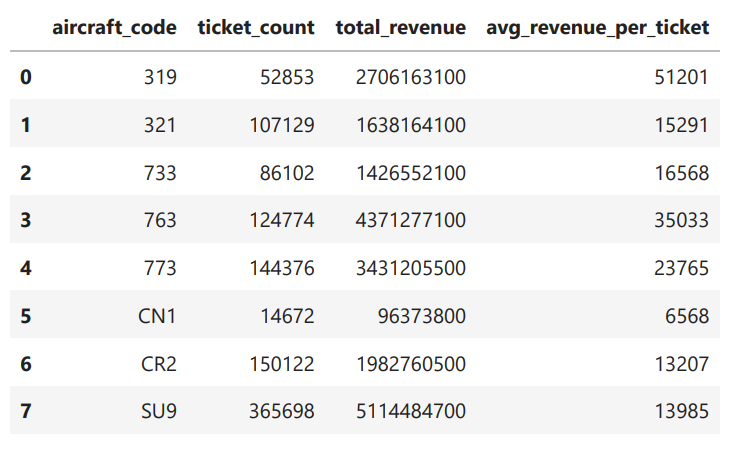 aircraft_code ticket_count total_revenue avg_revenue_per_ticket
0 319 52853 2706163100 51201
1 321 107129 1638164100 15291
2 733 86102 1426552100 16568
3 763 124774 4371277100 35033
4 773 144376 3431205500 23765
5 CN1 14672 96373800 6568
6 CR2 150122 1982760500 13207
7 SU9 365698 5114484700 13985